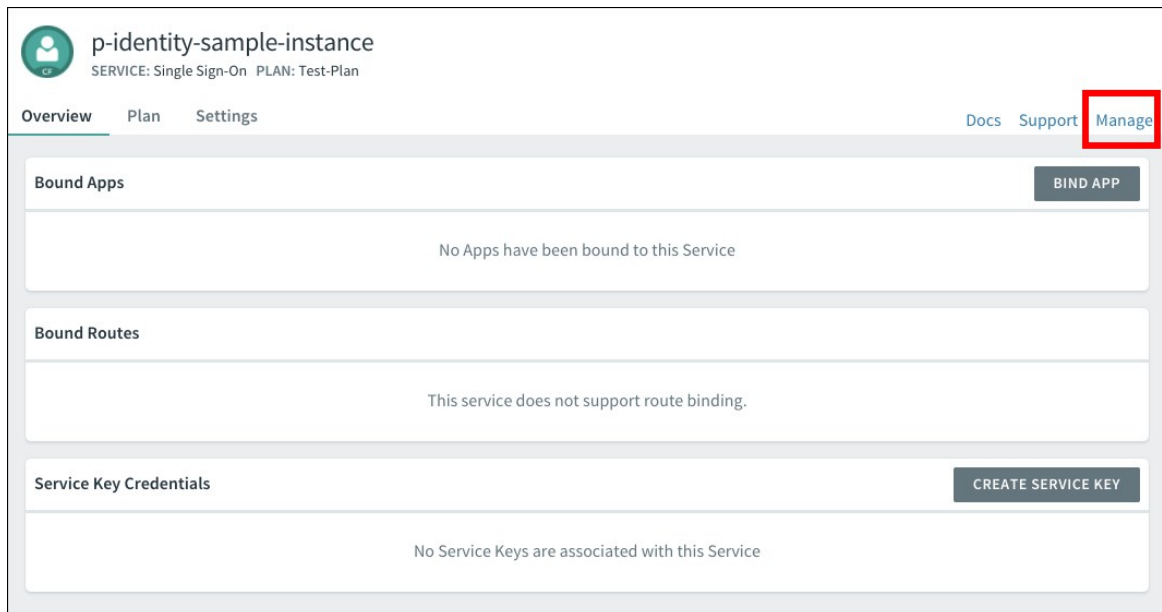 p-identity-sample-instance
SERVICE: Single Sign-On PLAN: Test-Plan
CF
Overview Plan Settings Docs Support Manage
Bound Apps BIND APP
No Apps have been bound to this Service
Bound Routes
This service does not support route binding.
Service Key Credentials CREATE SERVICE KEY
No Service Keys are associated with this Service